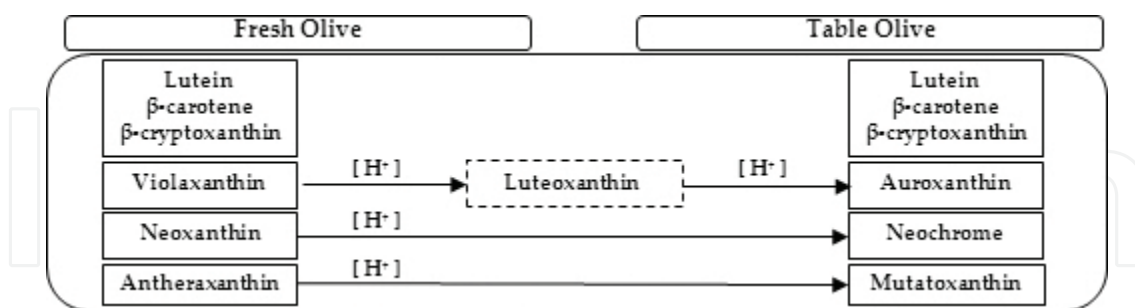 Fresh Olive
Table Olive
Lutein
β-carotene
β-cryptoxanthin
Lutein
β-carotene
β-cryptoxanthin
Violaxanthin
[H⁺]
Luteoxanthin
[H⁺]
Auroxanthin
Neoxanthin
[H⁺]
Neochrome
Antheraxanthin
[H⁺]
Mutatoxanthin